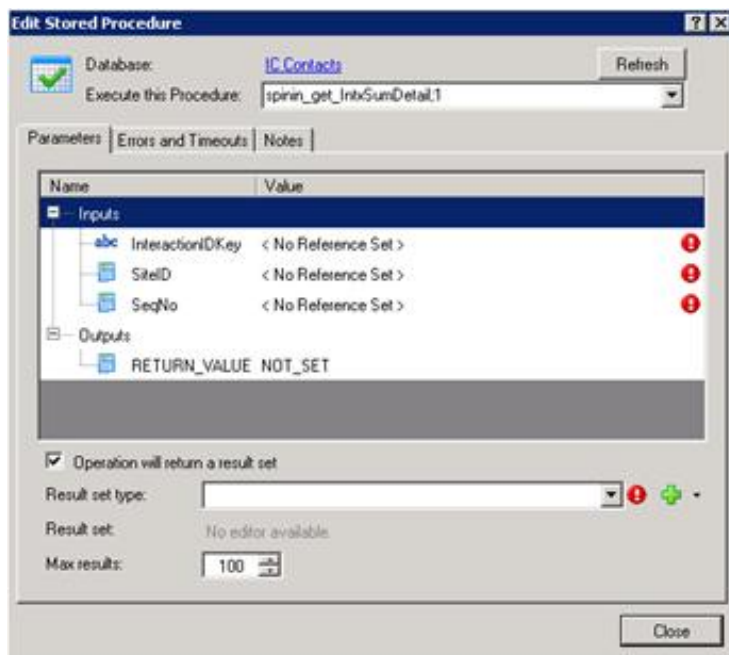 Edit Stored Procedure
Database: IC Contacts Refresh
Execute this Procedure: spinin_get_IntxSumDetail;1
Parameters Errors and Timeouts Notes
Name Value
Inputs
abc InteractionIDKey < No Reference Set >
SiteID < No Reference Set >
SeqNo < No Reference Set >
Outputs
RETURN_VALUE NOT_SET
Operation will return a result set
Result set type:
Result set: No editor available.
Max results: 100
Close